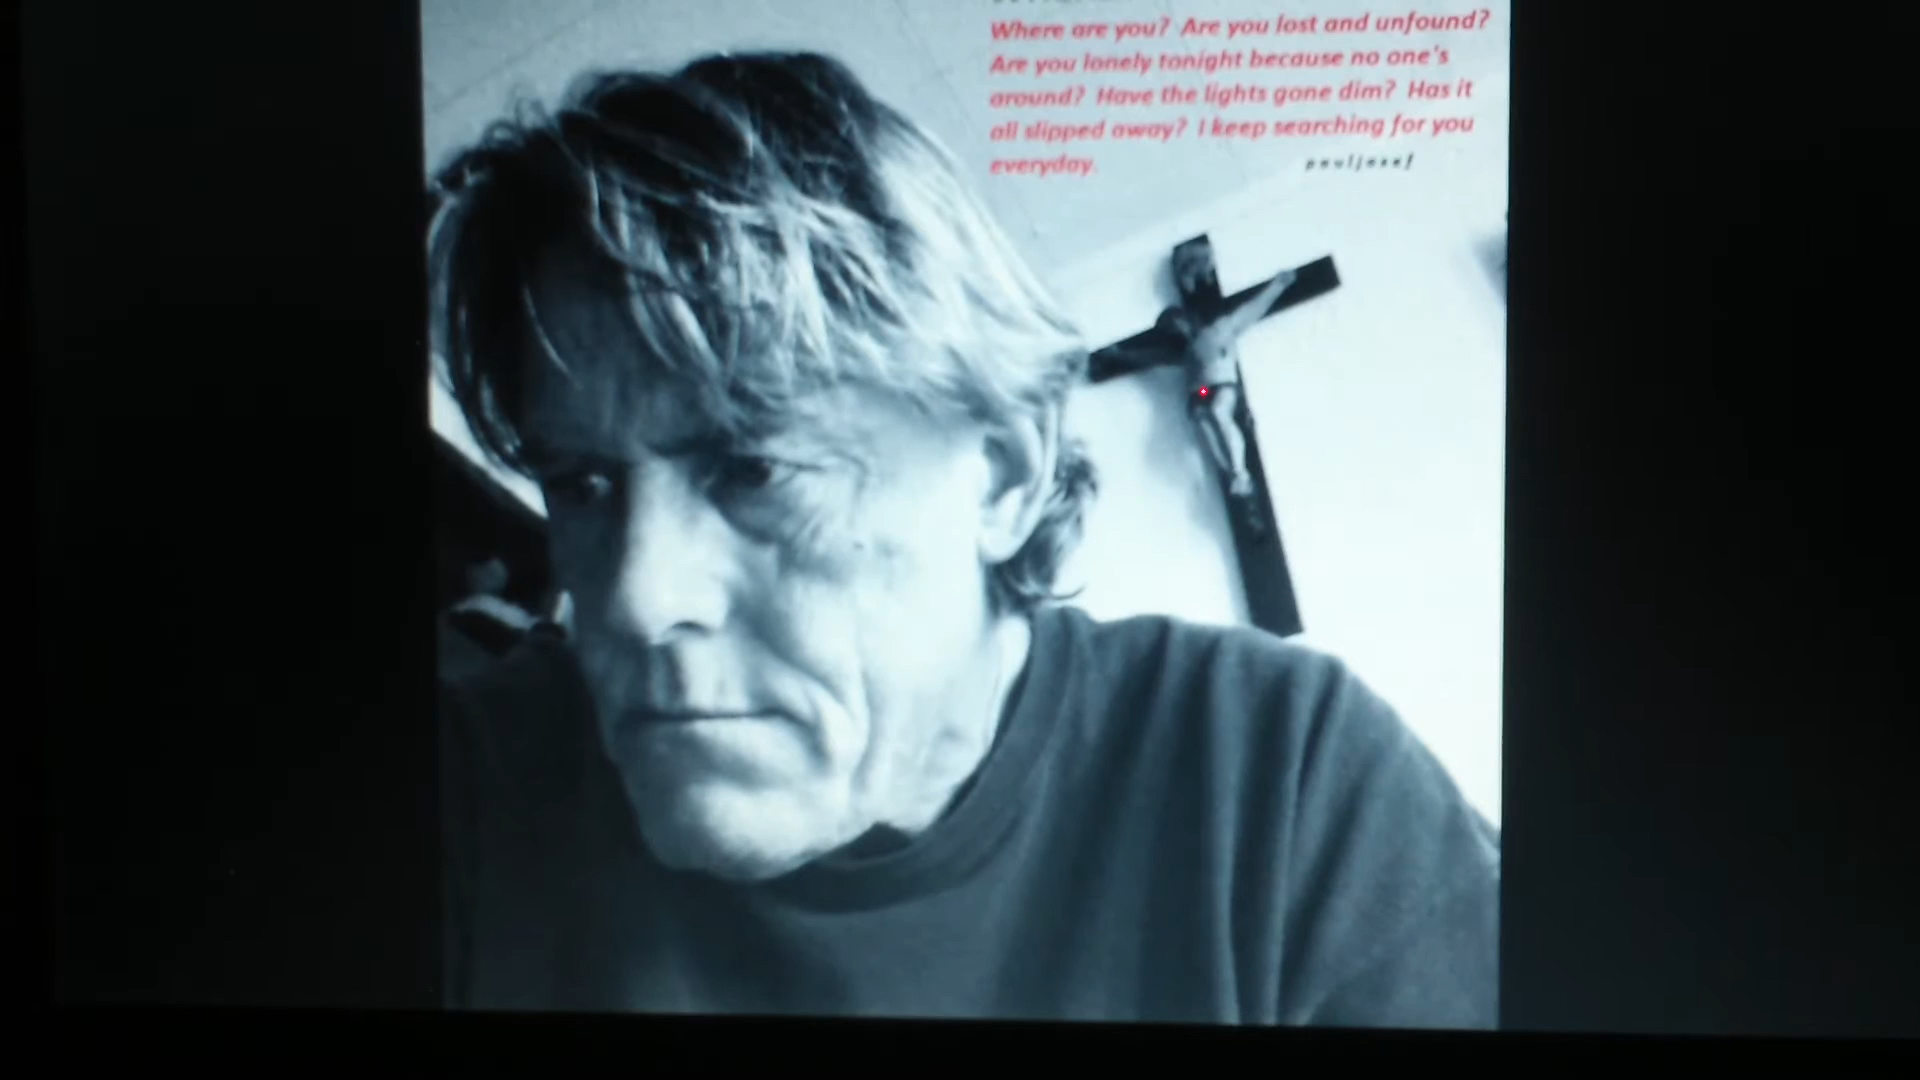 Where are you? Are you lost and unfound?
Are you lonely tonight because no one's
around? Have the lights gone dim? Has it
all slipped away? I keep searching for you
everyday.
pauljosef